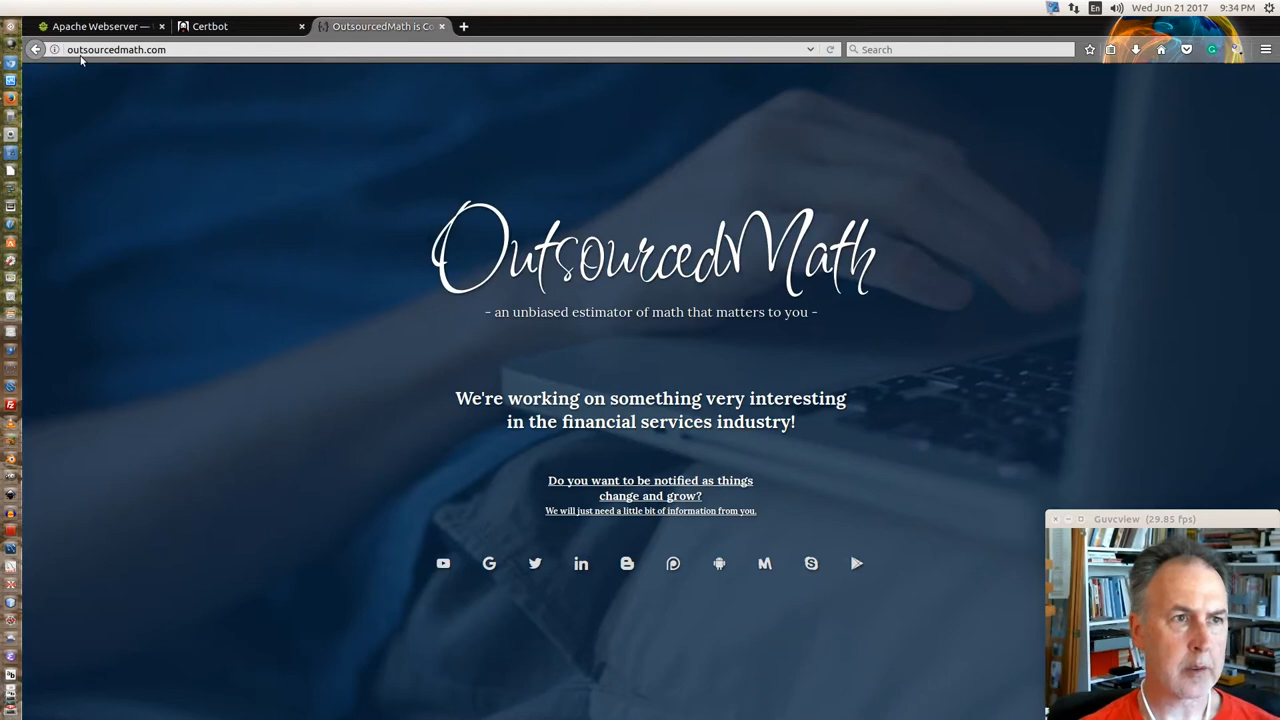 En
Wed Jun 21 2017 9:34 PM
Apache Webserver —
Certbot
OutsourcedMath is Co
outsourcedmath.com
Search
OutsourcedMath
- an unbiased estimator of math that matters to you -
We're working on something very interesting
in the financial services industry!
Do you want to be notified as things
change and grow?
We will just need a little bit of information from you.
Guvcview (29.85 fps)